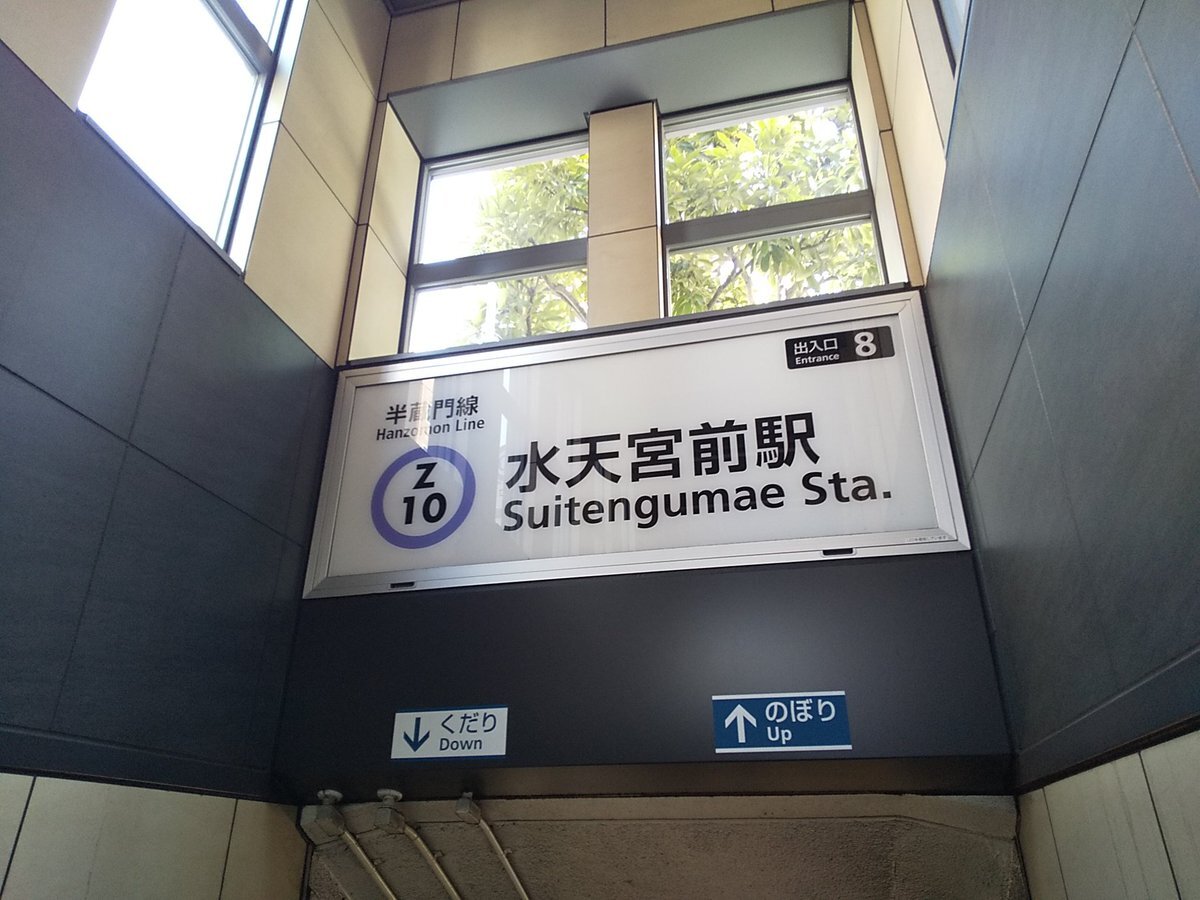 出入口 8
Entrance
半蔵門線
Hanzomon Line
Z
10
水天宮前駅
Suitengumae Sta.
くだり
Down
のぼり
Up